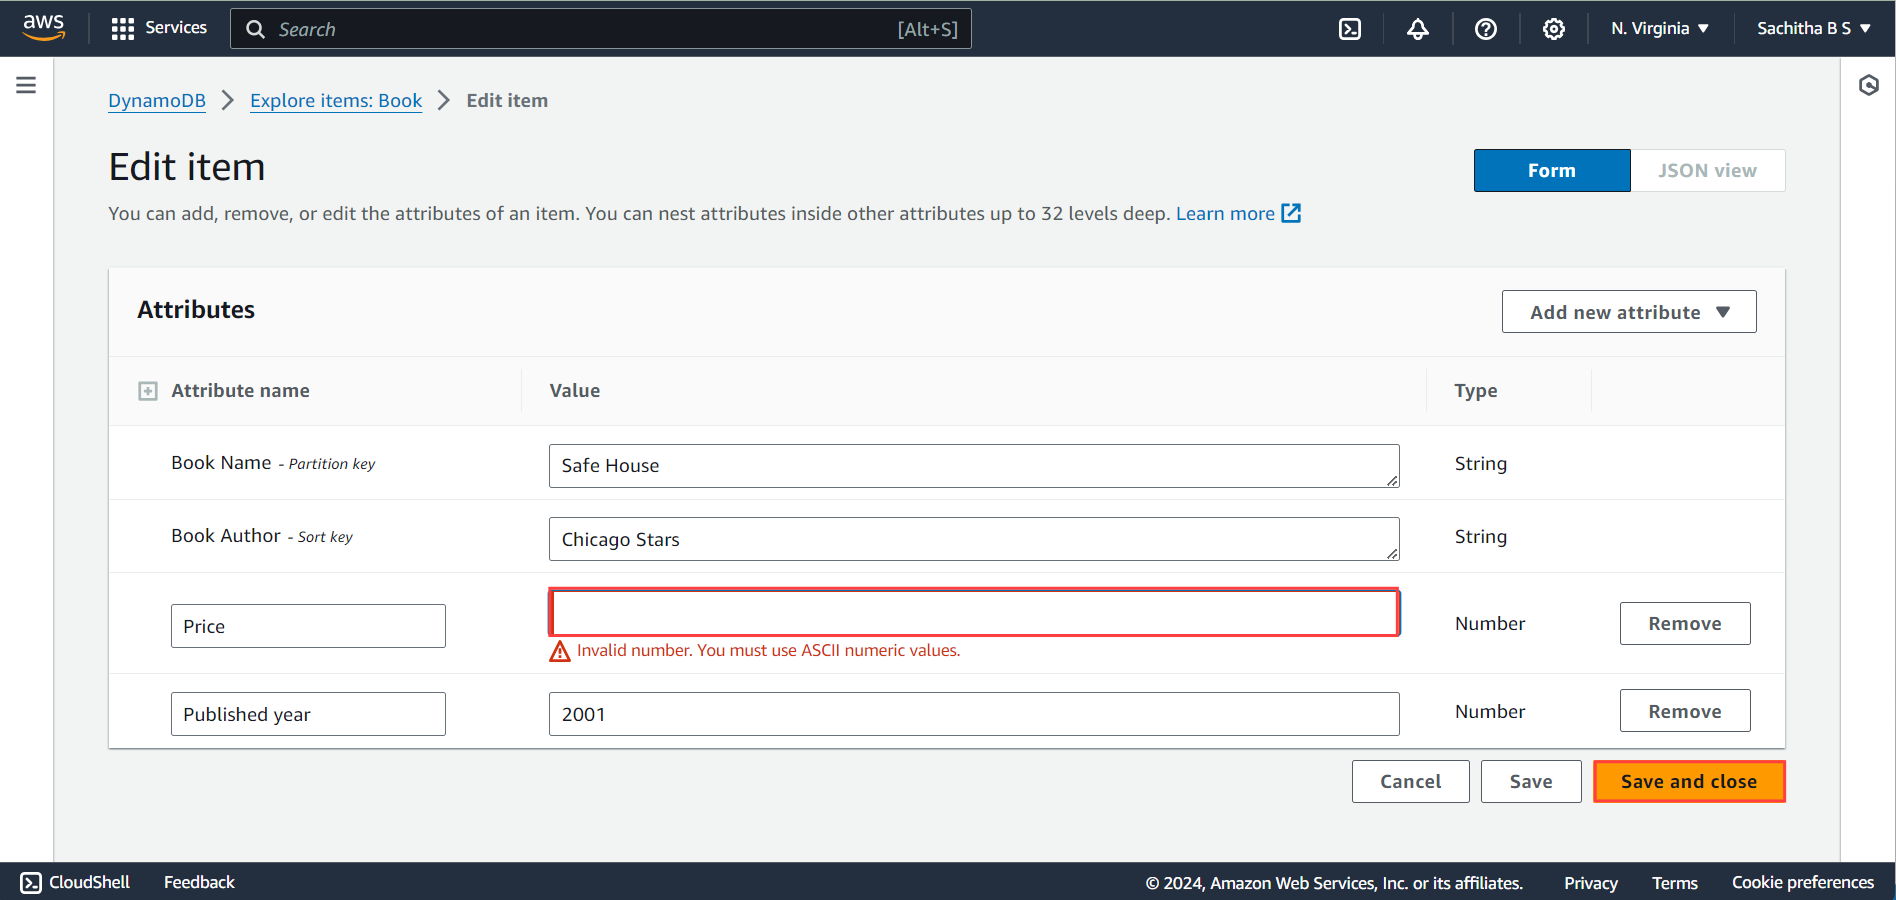 aws Services Search [Alt+S] N. Virginia Sachitha B S
DynamoDB Explore items: Book Edit item
Edit item
Form JSON view
You can add, remove, or edit the attributes of an item. You can nest attributes inside other attributes up to 32 levels deep. Learn more
Attributes
Add new attribute
Attribute name Value Type
Book Name - Partition key Safe House String
Book Author - Sort key Chicago Stars String
Price Number Remove
Invalid number. You must use ASCII numeric values.
Published year 2001 Number Remove
Cancel Save Save and close
CloudShell Feedback © 2024, Amazon Web Services, Inc. or its affiliates. Privacy Terms Cookie preferences